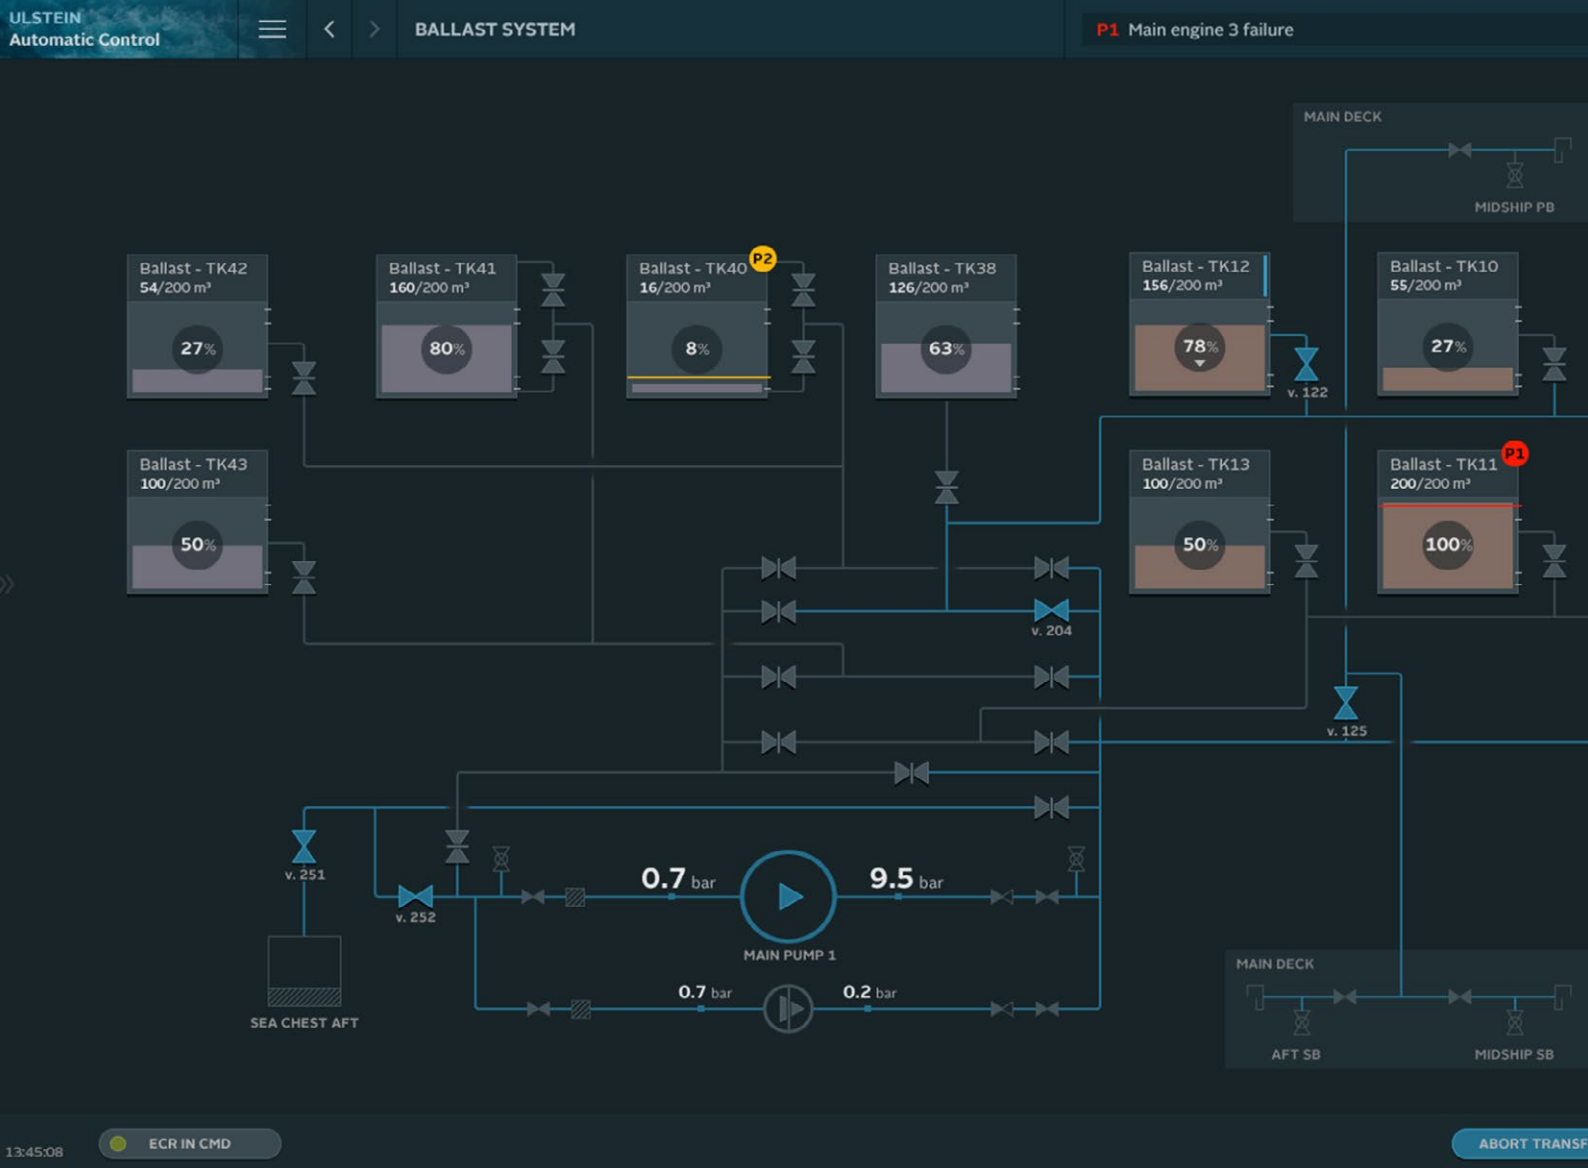 ULSTEIN
Automatic Control
BALLAST SYSTEM
P1 Main engine 3 failure
MAIN DECK
MIDSHIP PB
Ballast - TK42
54/200 m³
27%
Ballast - TK41
160/200 m³
80%
Ballast - TK40
16/200 m³
P2
8%
Ballast - TK38
126/200 m³
63%
Ballast - TK12
156/200 m³
78%
v. 122
Ballast - TK10
55/200 m³
27%
Ballast - TK43
100/200 m³
50%
Ballast - TK13
100/200 m³
50%
Ballast - TK11
200/200 m³
P1
100%
v. 204
v. 125
v. 251
v. 252
0.7 bar
9.5 bar
MAIN PUMP 1
0.7 bar
0.2 bar
SEA CHEST AFT
MAIN DECK
AFT SB
MIDSHIP SB
13:45:08
ECR IN CMD
ABORT TRANSF